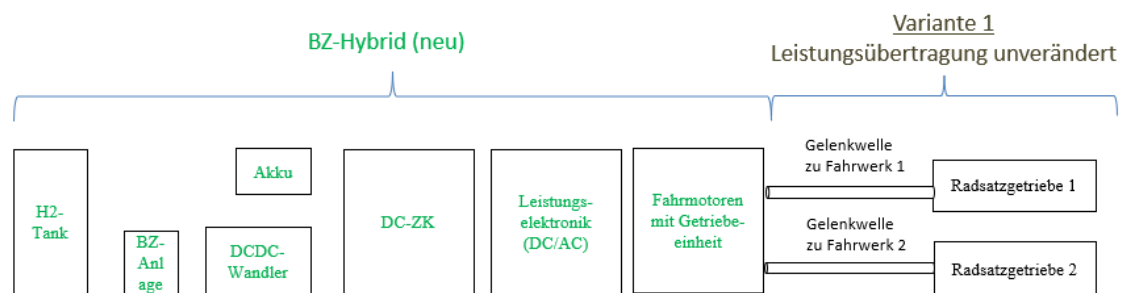 BZ-Hybrid (neu)
Variante 1
Leistungsübertragung unverändert
H2-
Tank
BZ-
Anl
age
Akku
DCDC-
Wandler
DC-ZK
Leistungs-
elektronik
(DC/AC)
Fahrmotoren
mit Getriebe-
einheit
Gelenkwelle
zu Fahrwerk 1
Radsatzgetriebe 1
Gelenkwelle
zu Fahrwerk 2
Radsatzgetriebe 2